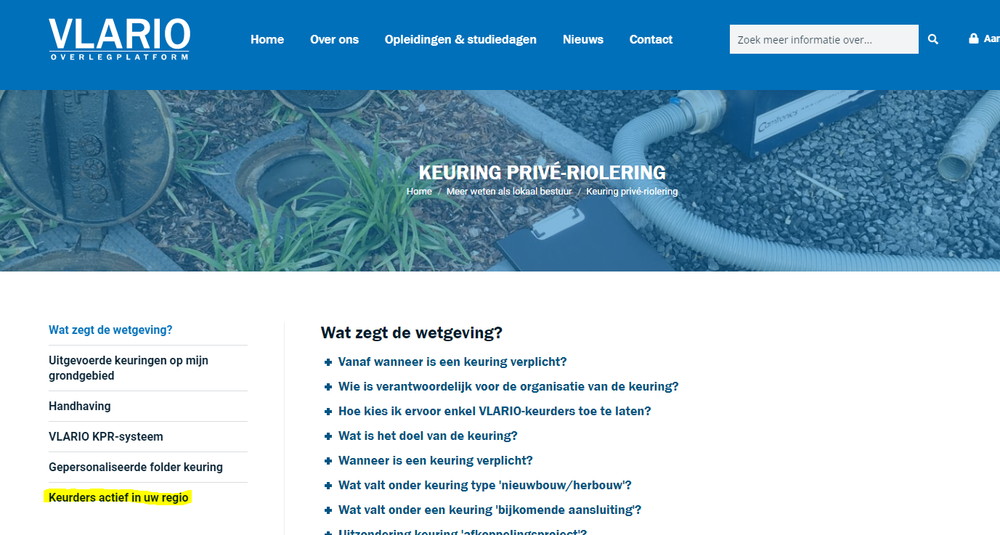 VLARIO
OVERLEGPLATFORM
Home
Over ons
Opleidingen & studiedagen
Nieuws
Contact
Zoek meer informatie over...
Aan
KEURING PRIVÉ-RIOLERING
Home / Meer weten als lokaal bestuur / Keuring privé-riolering
Wat zegt de wetgeving?
Uitgevoerde keuringen op mijn
grondgebied
Handhaving
VLARIO KPR-systeem
Gepersonaliseerde folder keuring
Keurders actief in uw regio
Wat zegt de wetgeving?
Vanaf wanneer is een keuring verplicht?
Wie is verantwoordelijk voor de organisatie van de keuring?
Hoe kies ik ervoor enkel VLARIO-keurders toe te laten?
Wat is het doel van de keuring?
Wanneer is een keuring verplicht?
Wat valt onder keuring type 'nieuwbouw/herbouw'?
Wat valt onder een keuring 'bijkomende aansluiting'?
Uitzondering keuring 'afkoppelingsproject'?